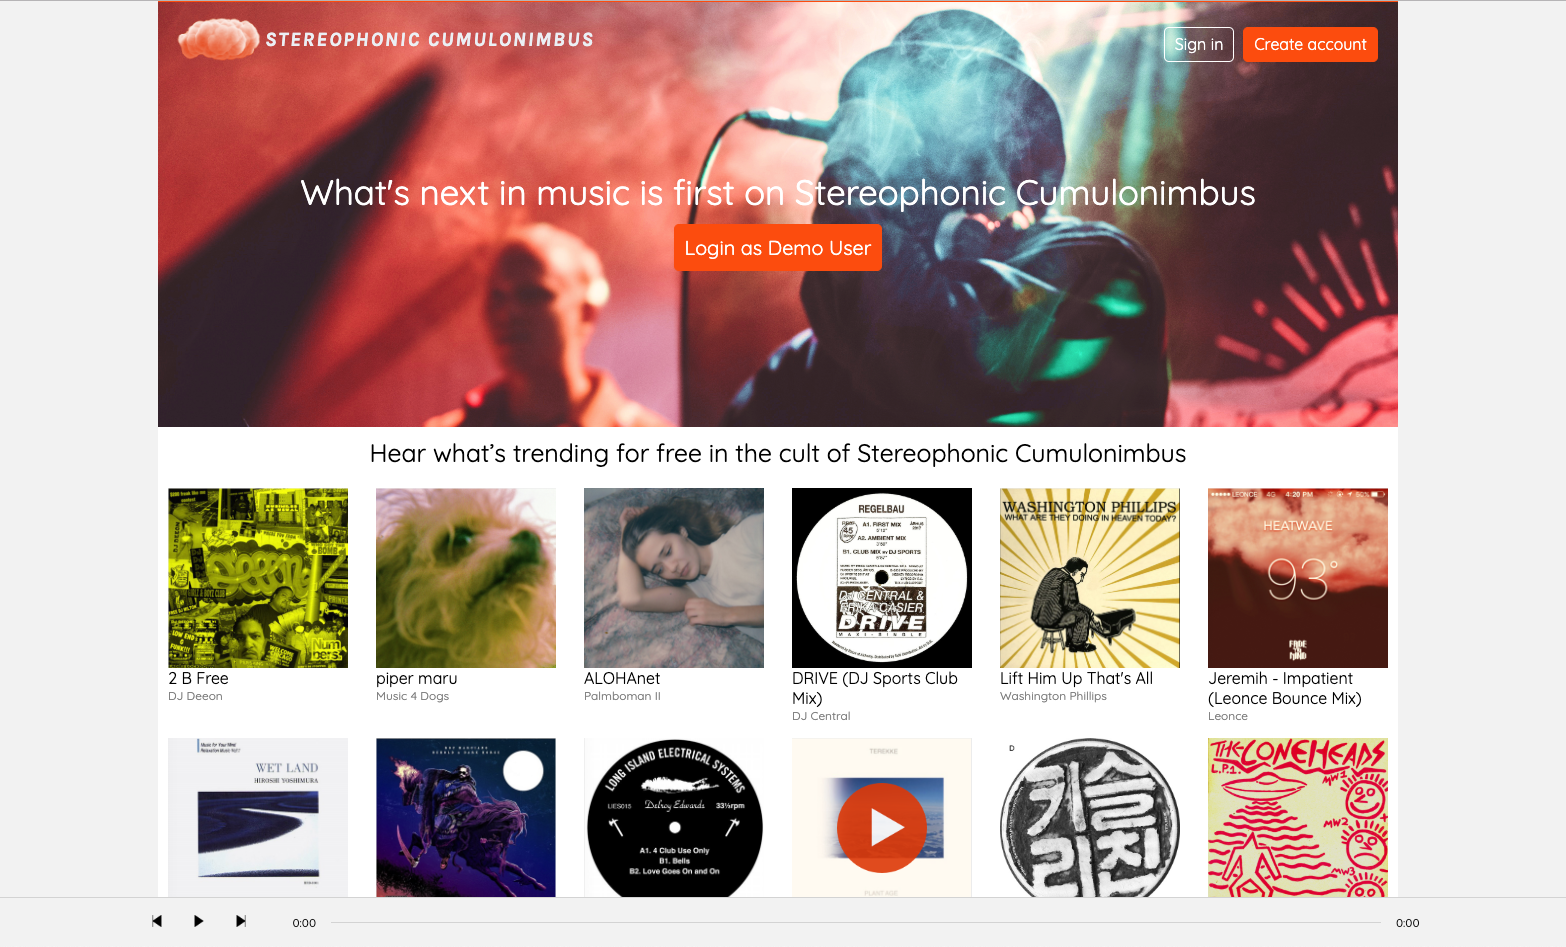 STEREOPHONIC CUMULONIMBUS
Sign in
Create account
What's next in music is first on Stereophonic Cumulonimbus
Login as Demo User
Hear what’s trending for free in the cult of Stereophonic Cumulonimbus
Numbers.
REGELBAU
A1. FIRST MIX
A2. AMBIENT MIX
B1. CLUB MIX BY DJ SPORTS
DJ CENTRAL &
ERIKA CASIER
DRIVE
MAXI-SINGLE
WASHINGTON PHILLIPS
WHAT ARE THEY DOING IN HEAVEN TODAY?
LEONCE 4G 4:20 PM
HEATWAVE
93°
FADE TO MIND
2 B Free
DJ Deeon
piper maru
Music 4 Dogs
ALOHAnet
Palmboman II
DRIVE (DJ Sports Club
Mix)
DJ Central
Lift Him Up That's All
Washington Phillips
Jeremih - Impatient
(Leonce Bounce Mix)
Leonce
WET LAND
HIROSHI YOSHIMURA
LONG ISLAND ELECTRICAL SYSTEMS
LIES015
Delroy Edwards
33⅓rpm
A1. 4 Club Use Only
B1. Bells
B2. Love Goes On and On
TEREKKE
PLANT AGE
D
THE CONEHEADS
L.P.1.
MW1
MW2
MW3
0:00
0:00